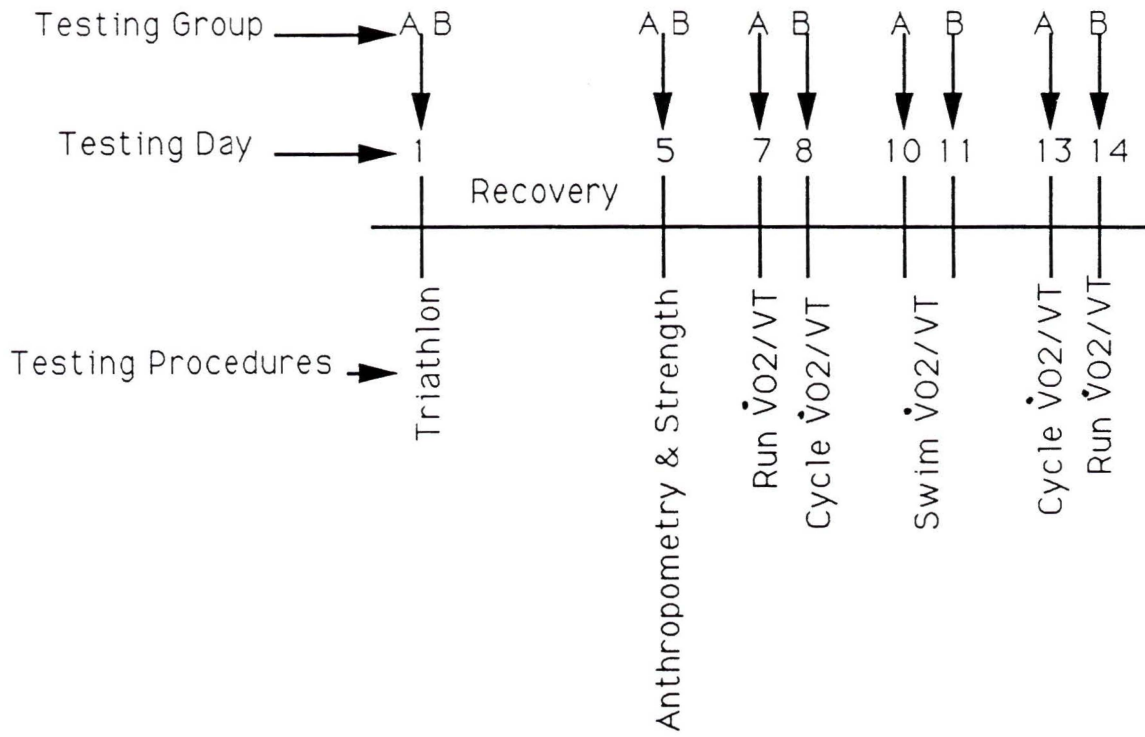 Testing Group A B A B A B A B A B
Testing Day 1 5 7 8 10 11 13 14
Recovery
Testing Procedures
Triathlon
Anthropometry & Strength
Run V̇O2/VT
Cycle V̇O2/VT
Swim V̇O2/VT
Cycle V̇O2/VT
Run V̇O2/VT